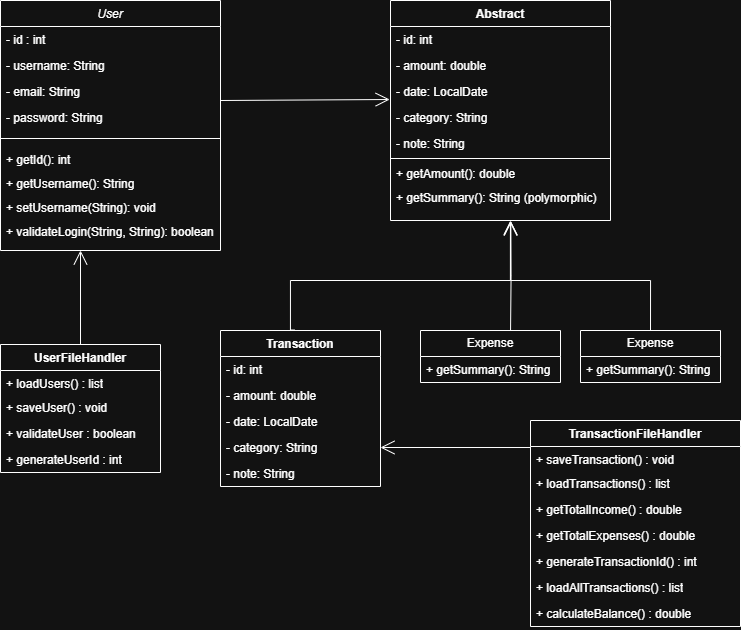 User
- id : int
- username: String
- email: String
- password: String
+ getId(): int
+ getUsername(): String
+ setUsername(String): void
+ validateLogin(String, String): boolean
Abstract
- id: int
- amount: double
- date: LocalDate
- category: String
- note: String
+ getAmount(): double
+ getSummary(): String (polymorphic)
UserFileHandler
+ loadUsers() : list
+ saveUser() : void
+ validateUser : boolean
+ generateUserId : int
Transaction
- id: int
- amount: double
- date: LocalDate
- category: String
- note: String
Expense
+ getSummary(): String
Expense
+ getSummary(): String
TransactionFileHandler
+ saveTransaction() : void
+ loadTransactions() : list
+ getTotalIncome() : double
+ getTotalExpenses() : double
+ generateTransactionId() : int
+ loadAllTransactions() : list
+ calculateBalance() : double